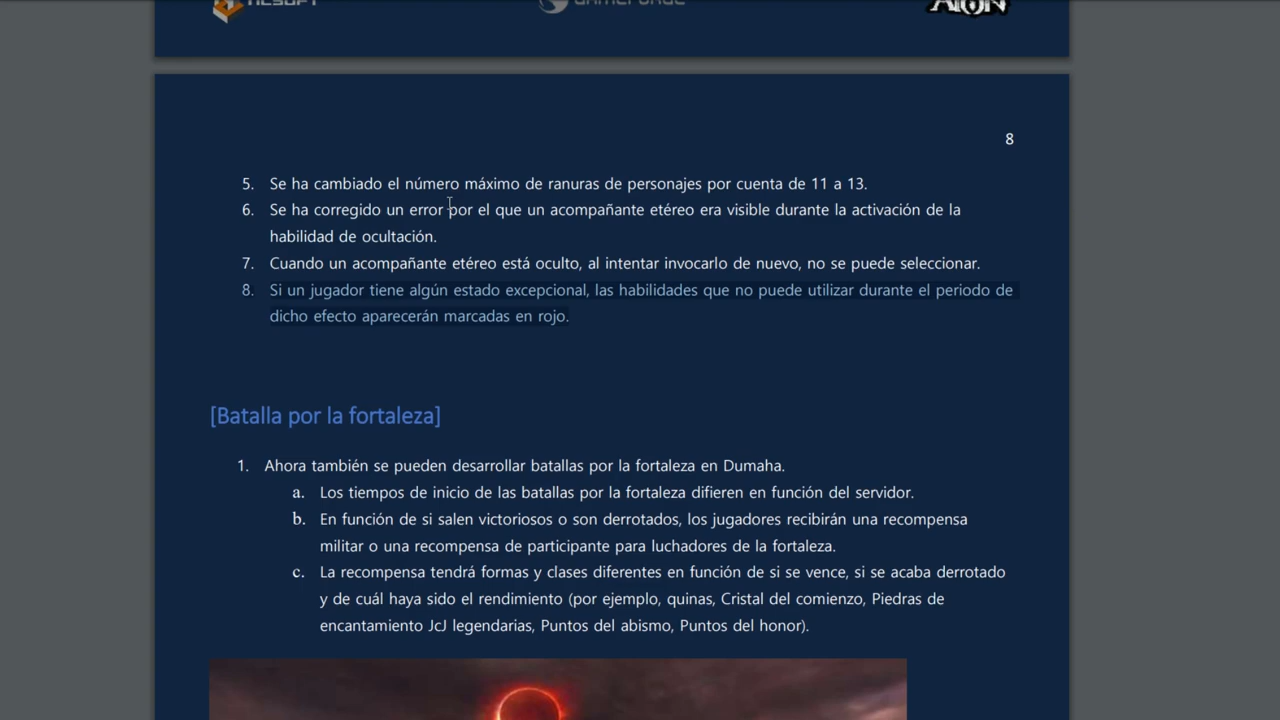 NCSOFT GAMEFORGE AION
8
5. Se ha cambiado el número máximo de ranuras de personajes por cuenta de 11 a 13.
6. Se ha corregido un error por el que un acompañante etéreo era visible durante la activación de la
habilidad de ocultación.
7. Cuando un acompañante etéreo está oculto, al intentar invocarlo de nuevo, no se puede seleccionar.
8. Si un jugador tiene algún estado excepcional, las habilidades que no puede utilizar durante el periodo de
dicho efecto aparecerán marcadas en rojo.
[Batalla por la fortaleza]
1. Ahora también se pueden desarrollar batallas por la fortaleza en Dumaha.
a. Los tiempos de inicio de las batallas por la fortaleza difieren en función del servidor.
b. En función de si salen victoriosos o son derrotados, los jugadores recibirán una recompensa
militar o una recompensa de participante para luchadores de la fortaleza.
c. La recompensa tendrá formas y clases diferentes en función de si se vence, si se acaba derrotado
y de cuál haya sido el rendimiento (por ejemplo, quinas, Cristal del comienzo, Piedras de
encantamiento JcJ legendarias, Puntos del abismo, Puntos del honor).